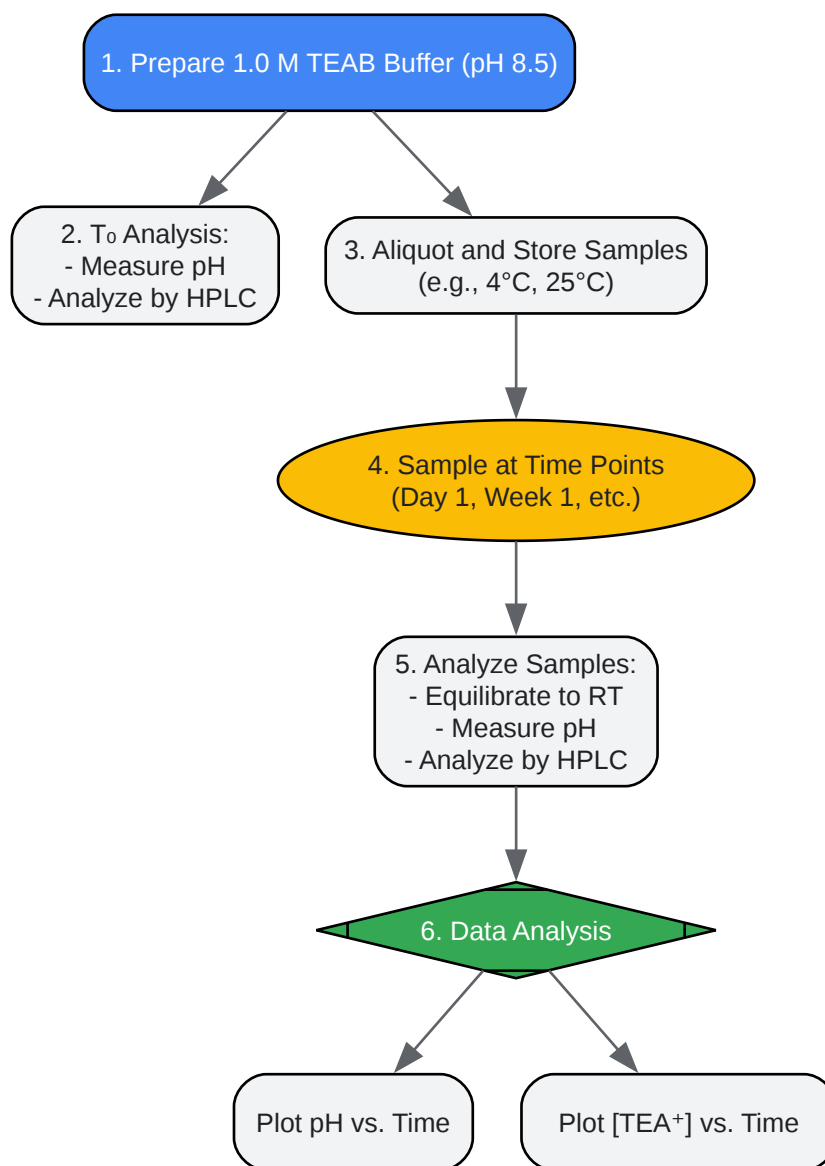 1. Prepare 1.0 M TEAB Buffer (pH 8.5)
2. T₀ Analysis:
- Measure pH
- Analyze by HPLC
3. Aliquot and Store Samples
(e.g., 4°C, 25°C)
4. Sample at Time Points
(Day 1, Week 1, etc.)
5. Analyze Samples:
- Equilibrate to RT
- Measure pH
- Analyze by HPLC
6. Data Analysis
Plot pH vs. Time
Plot [TEA⁺] vs. Time